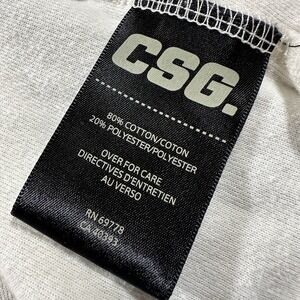 CSG.
80% COTTON/COTON
20% POLYESTER/POLYESTER
OVER FOR CARE
DIRECTIVES D'ENTRETIEN
AU VERSO
RN 69778
CA 40393